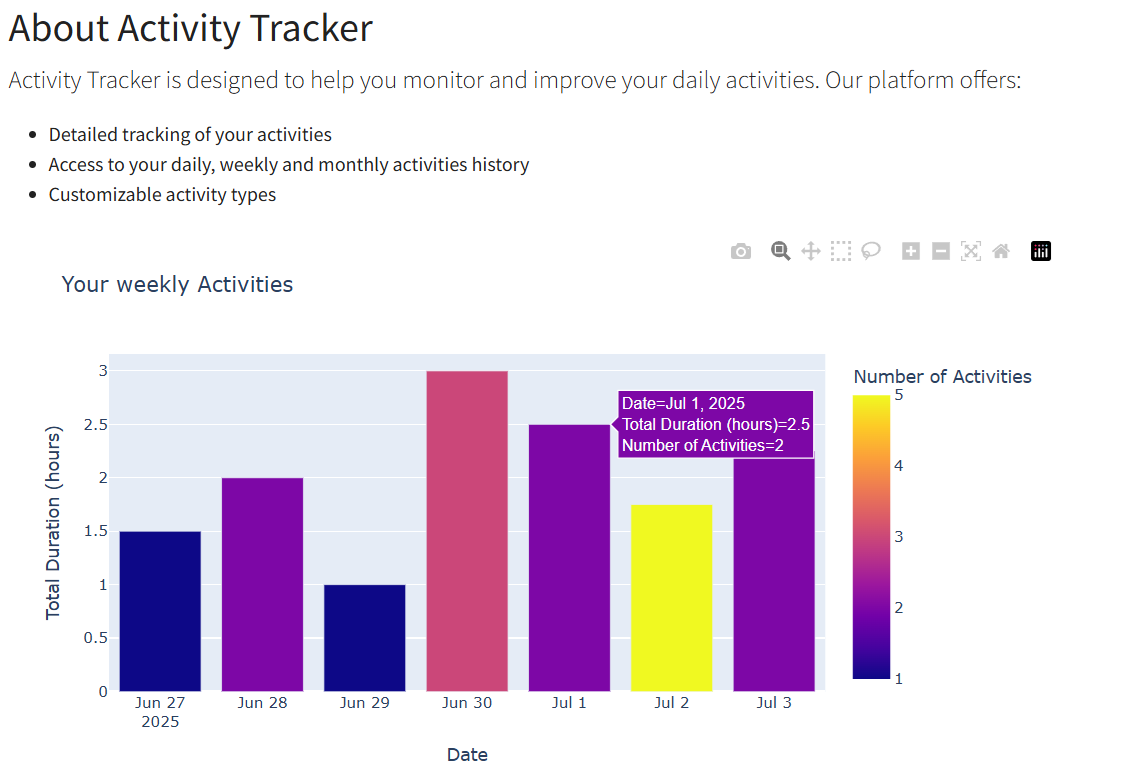 About Activity Tracker
Activity Tracker is designed to help you monitor and improve your daily activities. Our platform offers:
Detailed tracking of your activities
Access to your daily, weekly and monthly activities history
Customizable activity types
Your weekly Activities
Number of Activities
3
2.5
2
1.5
1
0.5
0
Total Duration (hours)
Date=Jul 1, 2025
Total Duration (hours)=2.5
Number of Activities=2
5
4
3
2
1
Jun 27
2025
Jun 28
Jun 29
Jun 30
Jul 1
Jul 2
Jul 3
Date